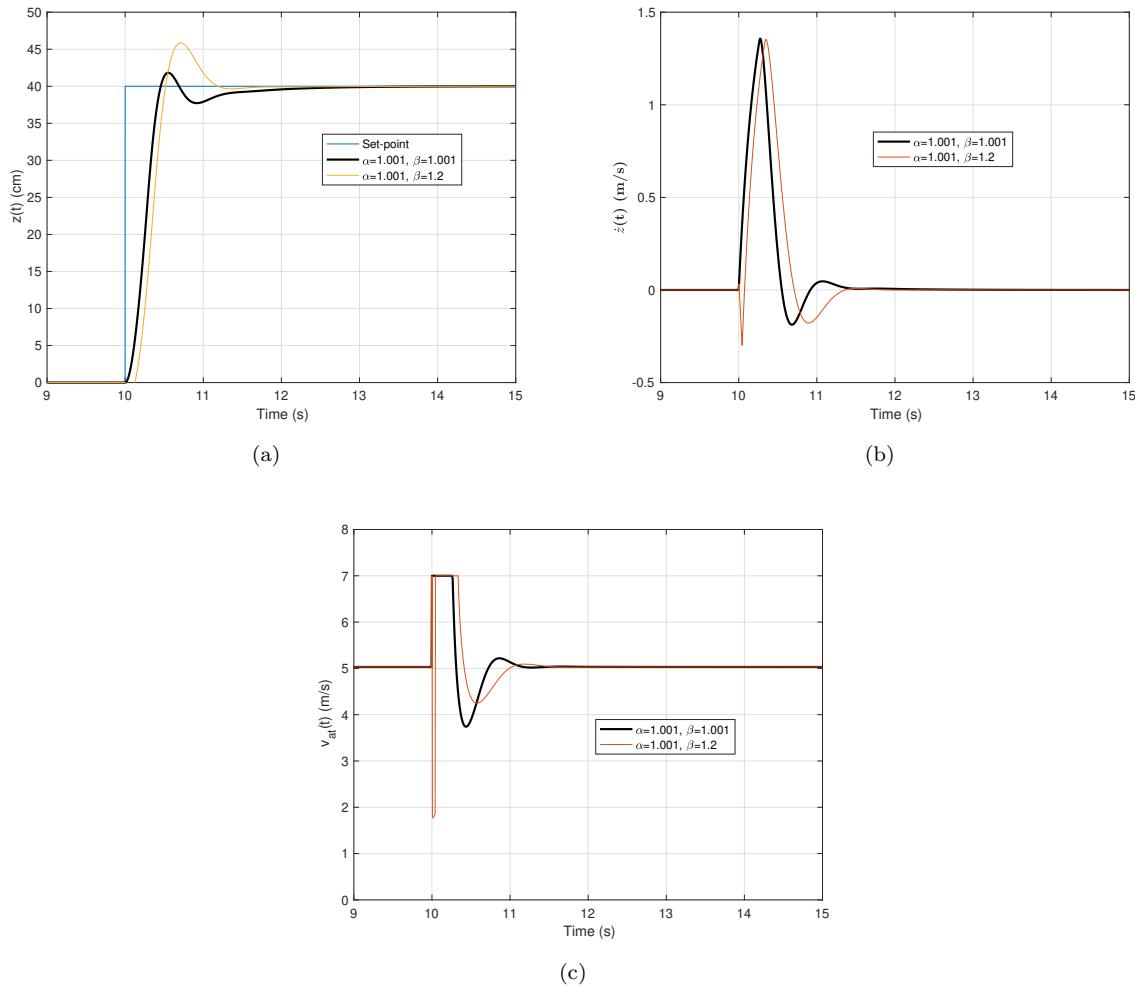 50
45
40
35
30
25
20
15
10
5
0
z(t) (cm)
Set-point
α=1.001, β=1.001
α=1.001, β=1.2
9 10 11 12 13 14 15
Time (s)
(a)
1.5
1
0.5
0
-0.5
ż(t) (m/s)
α=1.001, β=1.001
α=1.001, β=1.2
9 10 11 12 13 14 15
Time (s)
(b)
8
7
6
5
4
3
2
1
0
v_at(t) (m/s)
α=1.001, β=1.001
α=1.001, β=1.2
9 10 11 12 13 14 15
Time (s)
(c)